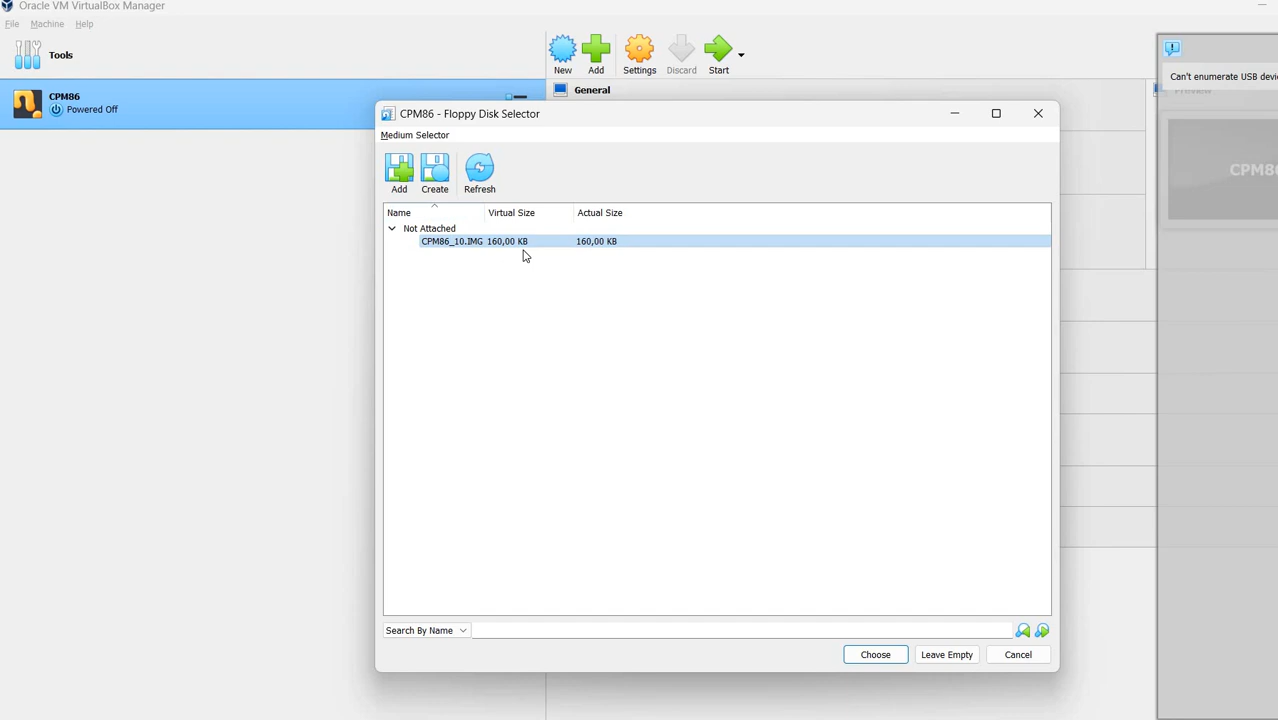 Oracle VM VirtualBox Manager
File Machine Help
Tools
New Add Settings Discard Start
CPM86
Powered Off
General
Can't enumerate USB
Preview
CPM86 - Floppy Disk Selector
Medium Selector
Add Create Refresh
Name Virtual Size Actual Size
Not Attached
CPM86_10.IMG 160,00 KB 160,00 KB
Search By Name
Choose Leave Empty Cancel